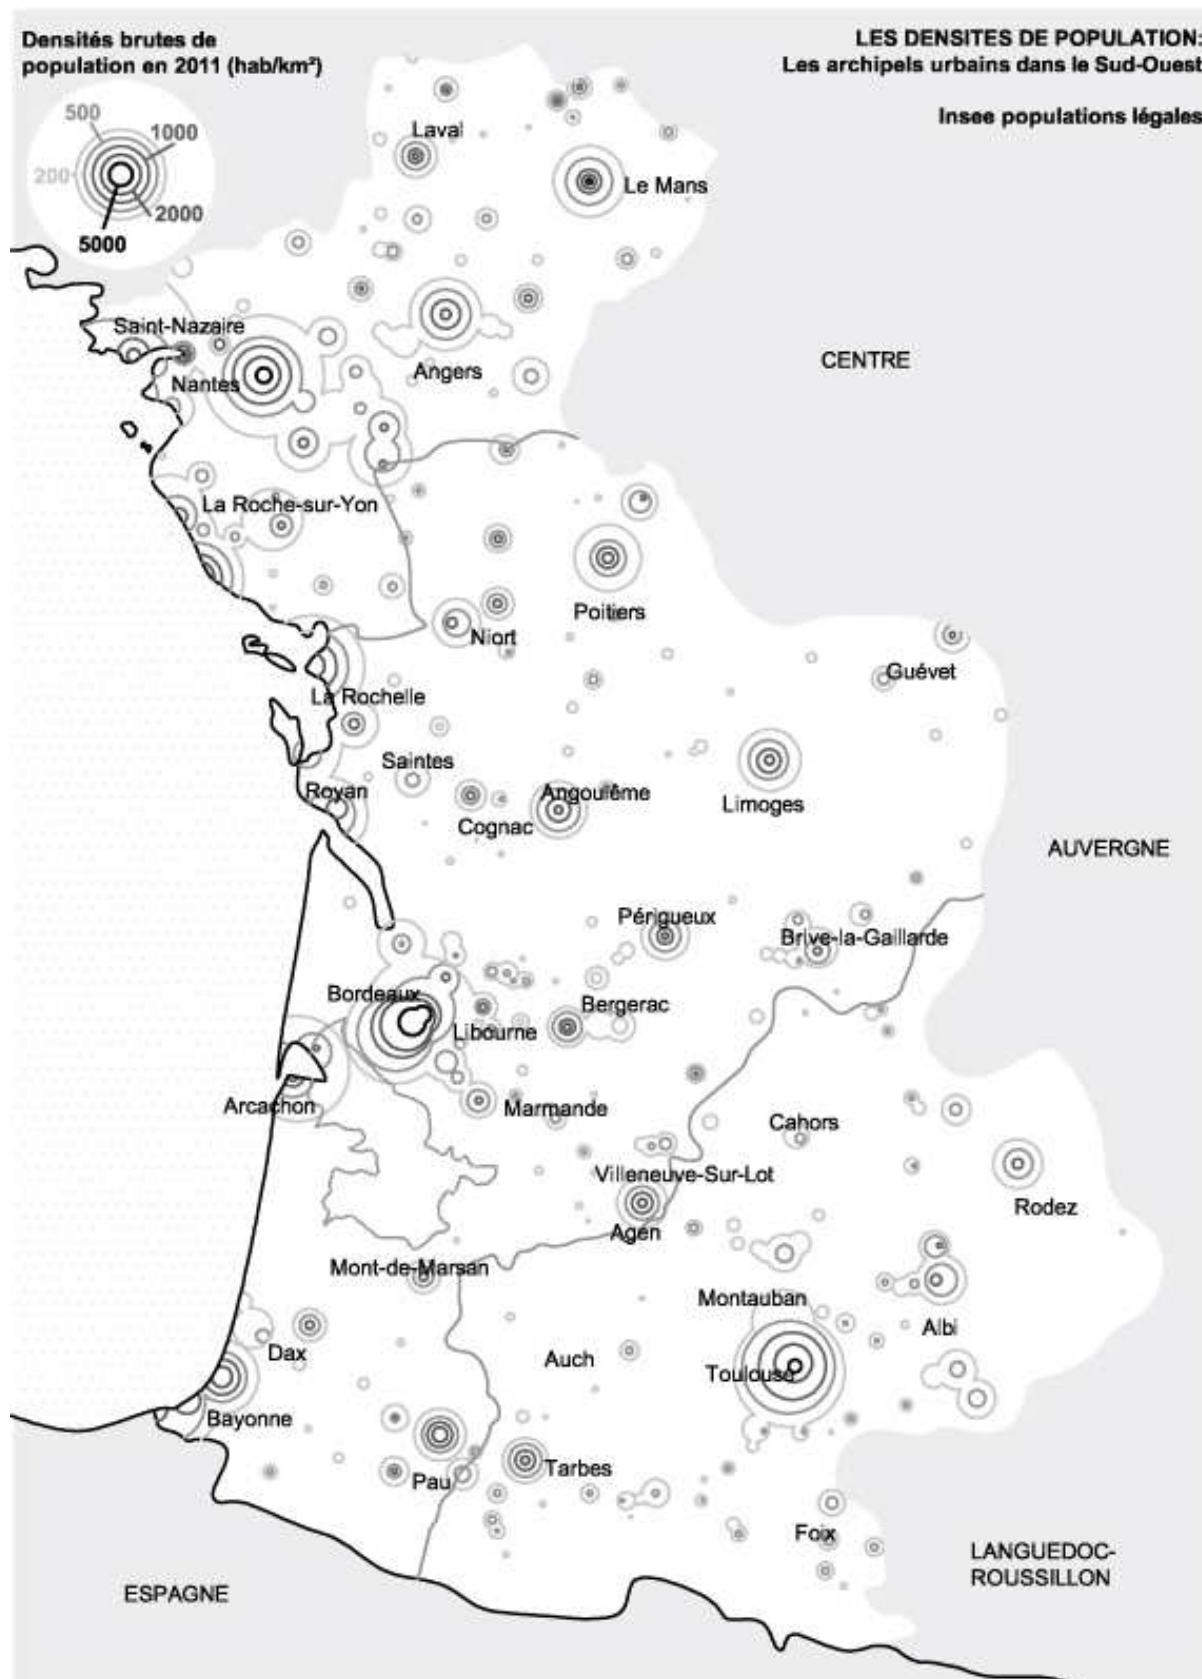 Densités brutes de
population en 2011 (hab/km²)
LES DENSITES DE POPULATION:
Les archipels urbains dans le Sud-Ouest
Insee populations légales
500
1000
200
2000
5000
Laval
Le Mans
Saint-Nazaire
Nantes
Angers
CENTRE
La Roche-sur-Yon
Poitiers
Niort
Guévet
La Rochelle
Saintes
Royan
Cognac
Angoulême
Limoges
AUVERGNE
Périgueux
Brive-la-Gaillarde
Bordeaux
Libourne
Bergerac
Arcachon
Marmande
Cahors
Villeneuve-Sur-Lot
Agen
Rodez
Mont-de-Marsan
Montauban
Albi
Dax
Auch
Toulouse
Bayonne
Pau
Tarbes
Foix
LANGUEDOC-
ROUSSILLON
ESPAGNE